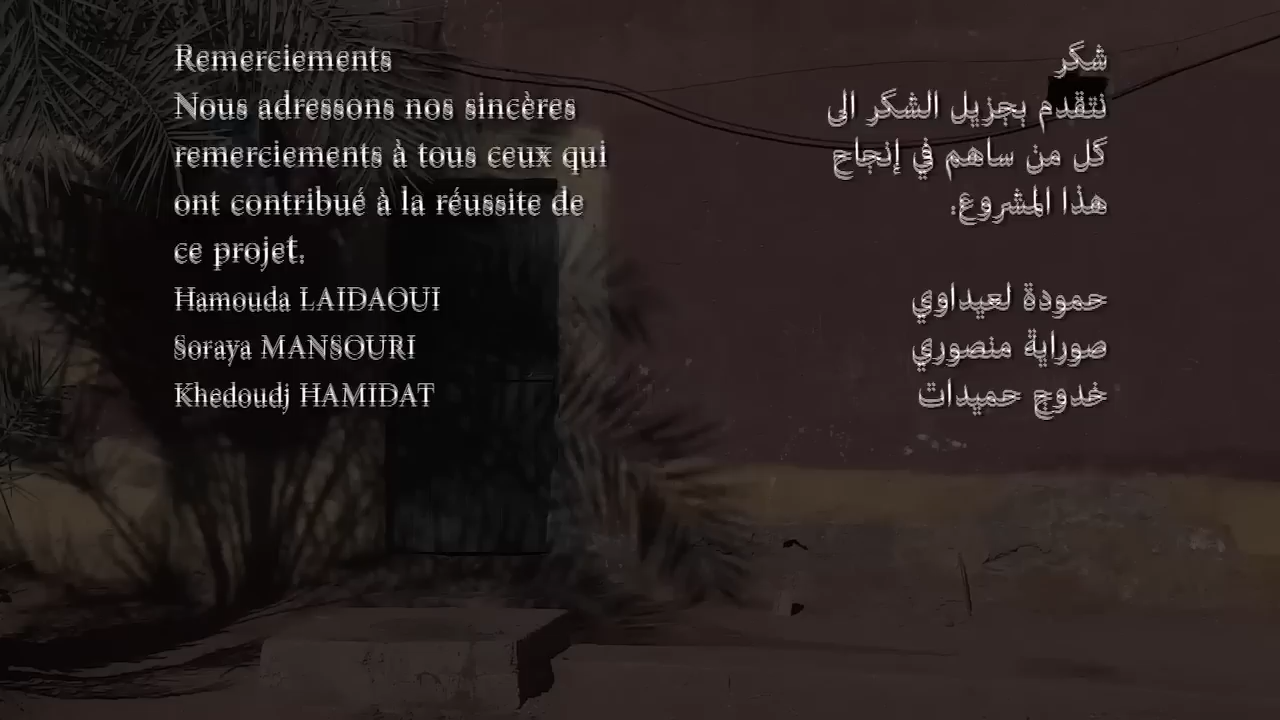 Remerciements
Nous adressons nos sincères
remerciements à tous ceux qui
ont contribué à la réussite de
ce projet.
Hamouda LAIDAOUI
Soraya MANSOURI
Khedoudj HAMIDAT
شكر
نتقدم بجزيل الشكر الى
كل من ساهم في إنجاح
هذا المشروع.
حمودة لعيداوي
صوراية منصوري
خدوج حميدات